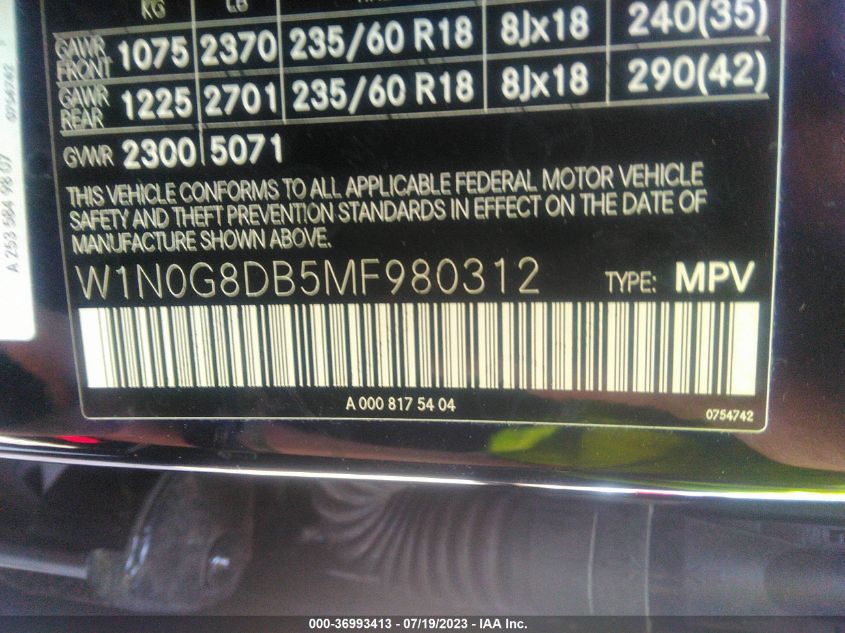 KG LB
GAWR FRONT 1075 2370 235/60 R18 8Jx18 240(35)
GAWR REAR 1225 2701 235/60 R18 8Jx18 290(42)
GVWR 2300 5071
THIS VEHICLE CONFORMS TO ALL APPLICABLE FEDERAL MOTOR VEHICLE
SAFETY AND THEFT PREVENTION STANDARDS IN EFFECT ON THE DATE OF
MANUFACTURE SHOWN ABOVE.
W1N0G8DB5MF980312 TYPE: MPV
A 000 817 54 04
0754742
A 253 584 98 07
0754742
000-36993413 - 07/19/2023 - IAA Inc.